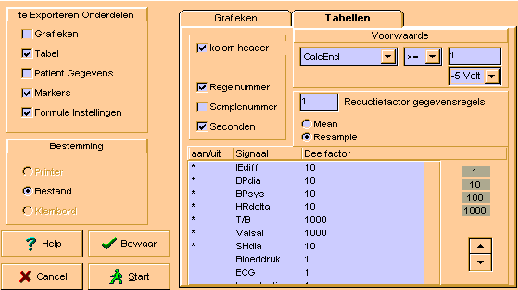 te Exporteren Onderdelen
Grafieken
Tabel
Patient Gegevens
Markers
Formule Instellingen
Bestemming
Printer
Bestand
Klembord
Help
Bewaar
Cancel
Start
Grafieken
Tabellen
kolom header
Regelnummer
Samplenummer
Seconden
Voorwaarde
CalcEnd
>=
1
-5 Volt
1
Reductiefactor gegevensregels
Mean
Resample
aan/uit Signaal Deelfactor
* IEdiff 10
* DPdia 10
* BPsys 10
* HRdelta 10
* T/B 1000
* Valsal 1000
* SHdia 10
Bloeddruk 1
ECG 1
1
10
100
1000